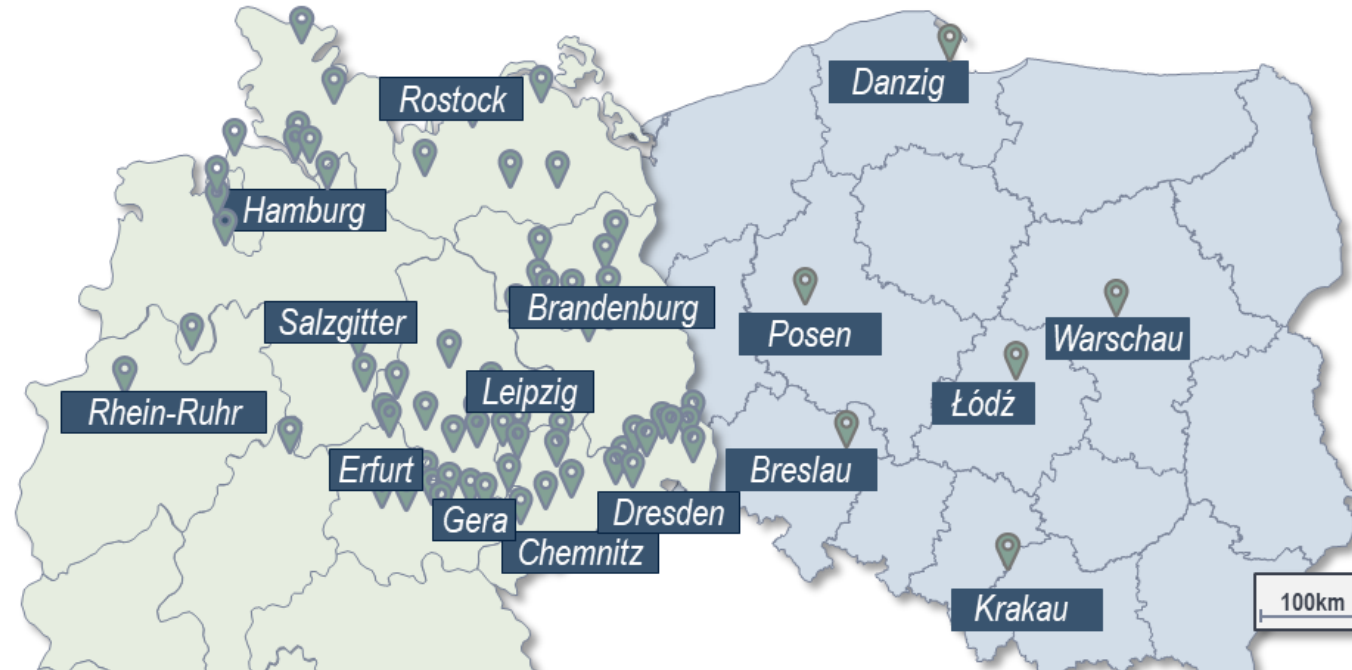 Danzig
Rostock
Hamburg
Salzgitter
Brandenburg
Posen
Warschau
Leipzig
Rhein-Ruhr
Łódź
Erfurt
Breslau
Gera
Dresden
Chemnitz
Krakau
100km